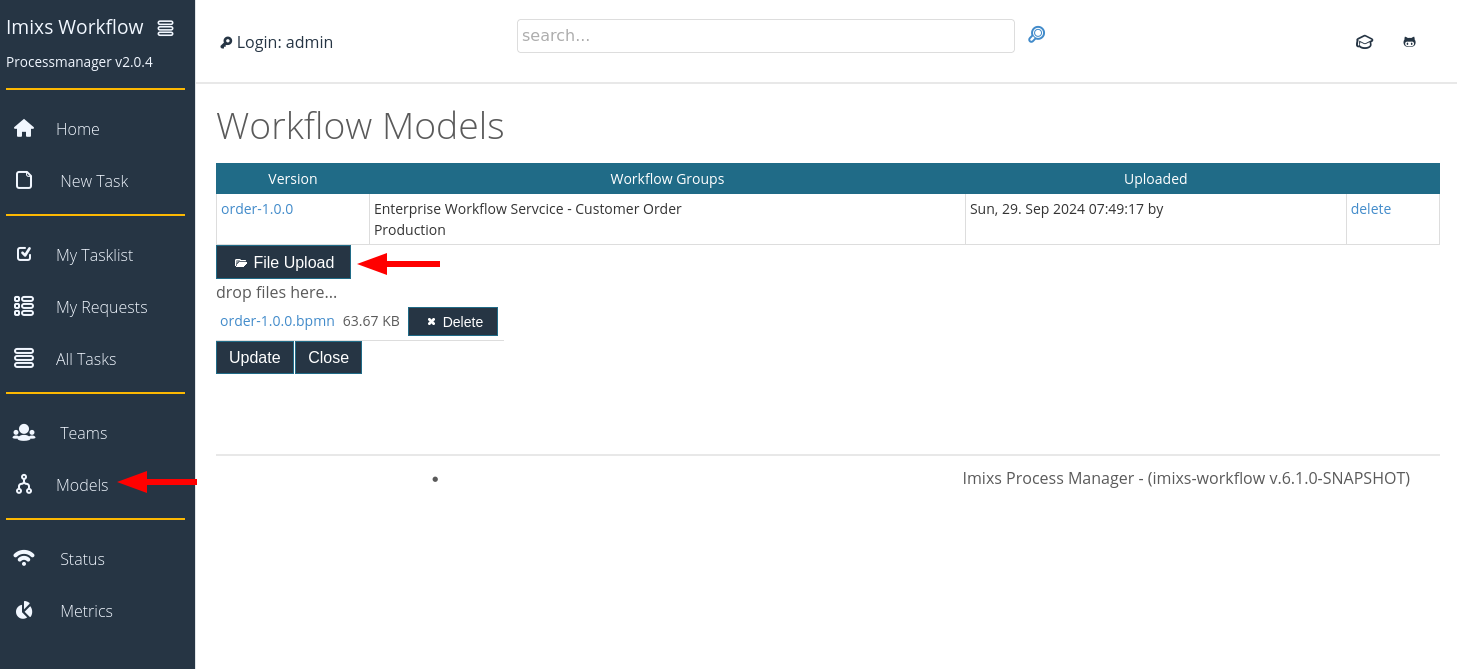 Imixs Workflow
Processmanager v2.0.4
Home
New Task
My Tasklist
My Requests
All Tasks
Teams
Models
Status
Metrics
Login: admin
search...
Workflow Models
Version Workflow Groups Uploaded
order-1.0.0 Enterprise Workflow Servcice - Customer Order Sun, 29. Sep 2024 07:49:17 by delete
Production
File Upload
drop files here...
order-1.0.0.bpmn 63.67 KB Delete
Update Close
Imixs Process Manager - (imixs-workflow v.6.1.0-SNAPSHOT)